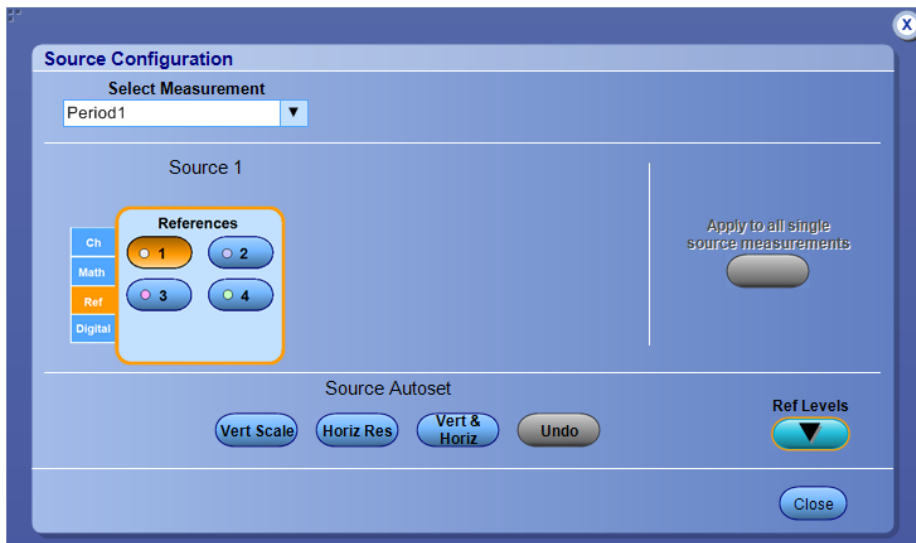 X
Source Configuration
Select Measurement
Period1
Source 1
References
Ch
Math
Ref
Digital
1
2
3
4
Apply to all single
source measurements
Source Autoset
Vert Scale
Horiz Res
Vert &
Horiz
Undo
Ref Levels
Close